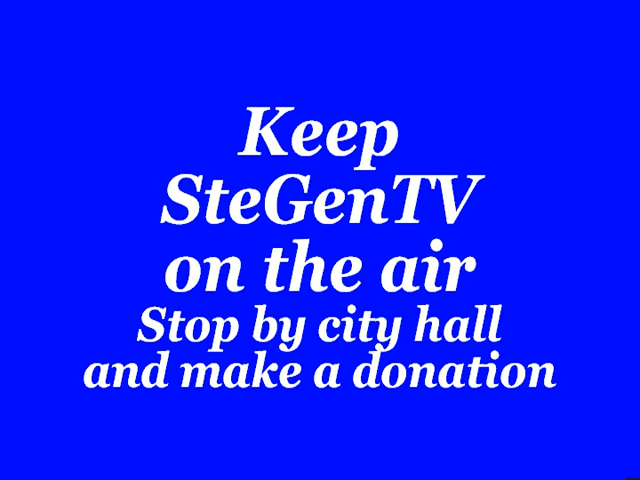 Keep
SteGenTV
on the air
Stop by city hall
and make a donation